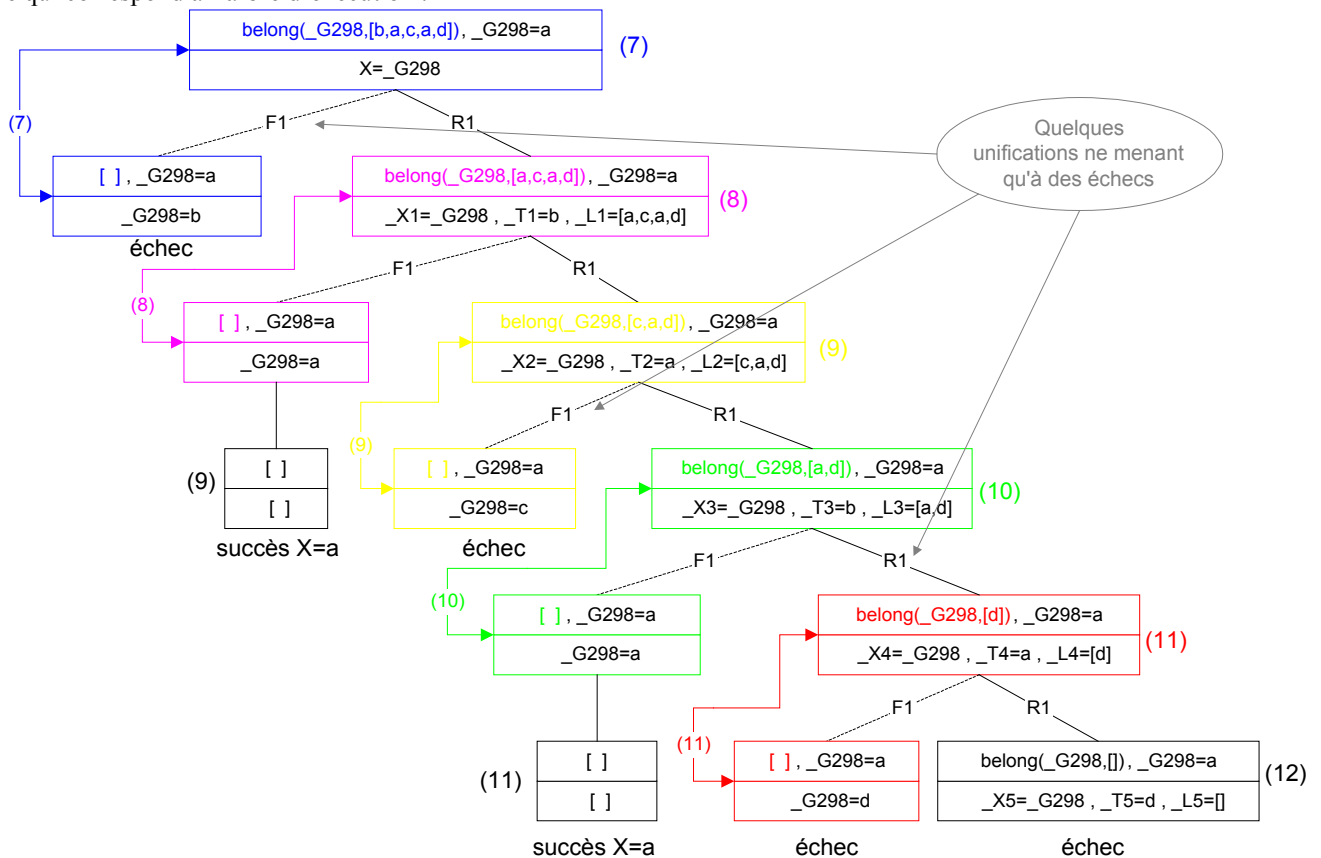 belong(_G298,[b,a,c,a,d]), _G298=a
(7)
X=_G298
(7)
F1
R1
Quelques
unifications ne menant
qu'à des échecs
[ ] , _G298=a
_G298=b
échec
belong(_G298,[a,c,a,d]), _G298=a
(8)
_X1=_G298 , _T1=b , _L1=[a,c,a,d]
F1
R1
(8)
[ ] , _G298=a
_G298=a
belong(_G298,[c,a,d]), _G298=a
(9)
_X2=_G298 , _T2=a , _L2=[c,a,d]
F1
R1
(9)
(9)
[ ]
[ ]
succès X=a
[ ] , _G298=a
_G298=c
échec
belong(_G298,[a,d]), _G298=a
(10)
_X3=_G298 , _T3=b , _L3=[a,d]
F1
R1
(10)
[ ] , _G298=a
_G298=a
belong(_G298,[d]), _G298=a
(11)
_X4=_G298 , _T4=a , _L4=[d]
F1
R1
(11)
(11)
[ ]
[ ]
succès X=a
[ ] , _G298=a
_G298=d
échec
belong(_G298,[]), _G298=a
(12)
_X5=_G298 , _T5=d , _L5=[]
échec